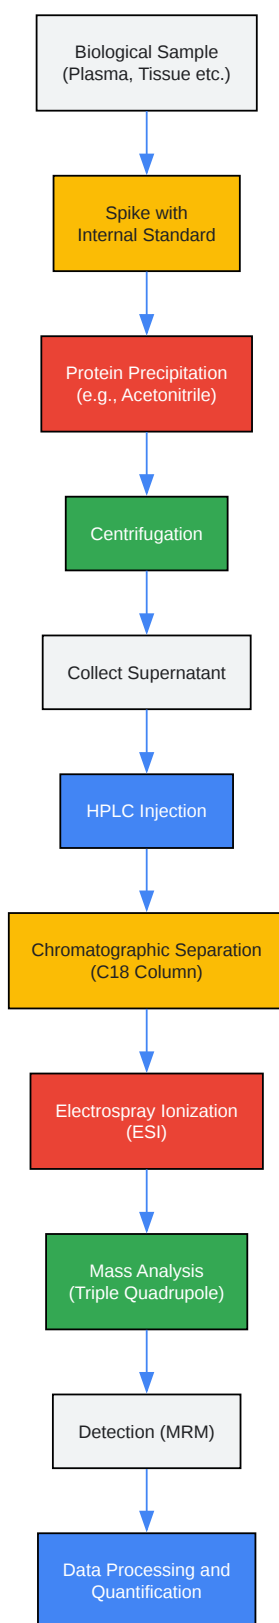 Biological Sample
(Plasma, Tissue etc.)
Spike with
Internal Standard
Protein Precipitation
(e.g., Acetonitrile)
Centrifugation
Collect Supernatant
HPLC Injection
Chromatographic Separation
(C18 Column)
Electrospray Ionization
(ESI)
Mass Analysis
(Triple Quadrupole)
Detection (MRM)
Data Processing and
Quantification